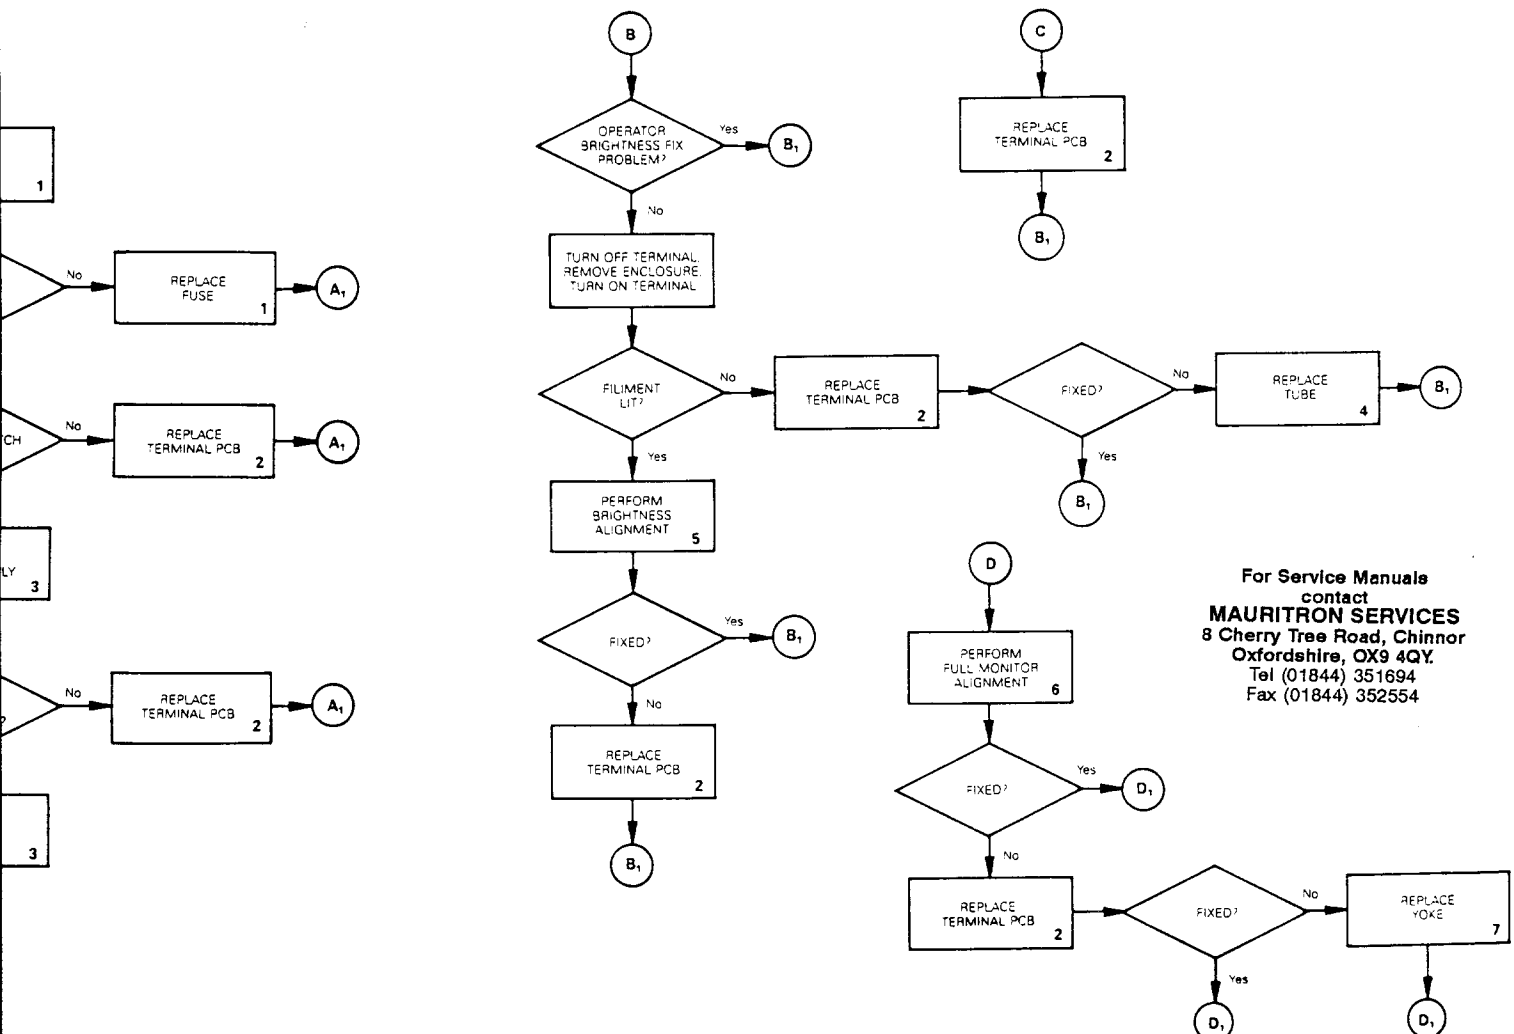 1
No
REPLACE
FUSE
1
A1
TCH
No
REPLACE
TERMINAL PCB
2
A1
LY
3
?
No
REPLACE
TERMINAL PCB
2
A1
3
B
OPERATOR
BRIGHTNESS FIX
PROBLEM?
Yes
B1
No
TURN OFF TERMINAL,
REMOVE ENCLOSURE,
TURN ON TERMINAL
FILIMENT
LIT?
No
REPLACE
TERMINAL PCB
2
FIXED?
No
REPLACE
TUBE
4
B1
Yes
B1
Yes
PERFORM
BRIGHTNESS
ALIGNMENT
5
FIXED?
Yes
B1
No
REPLACE
TERMINAL PCB
2
B1
C
REPLACE
TERMINAL PCB
2
B1
D
PERFORM
FULL MONITOR
ALIGNMENT
6
FIXED?
Yes
D1
No
REPLACE
TERMINAL PCB
2
FIXED?
No
REPLACE
YOKE
7
D1
Yes
D1
For Service Manuals
contact
MAURITRON SERVICES
8 Cherry Tree Road, Chinnor
Oxfordshire, OX9 4QY.
Tel (01844) 351694
Fax (01844) 352554